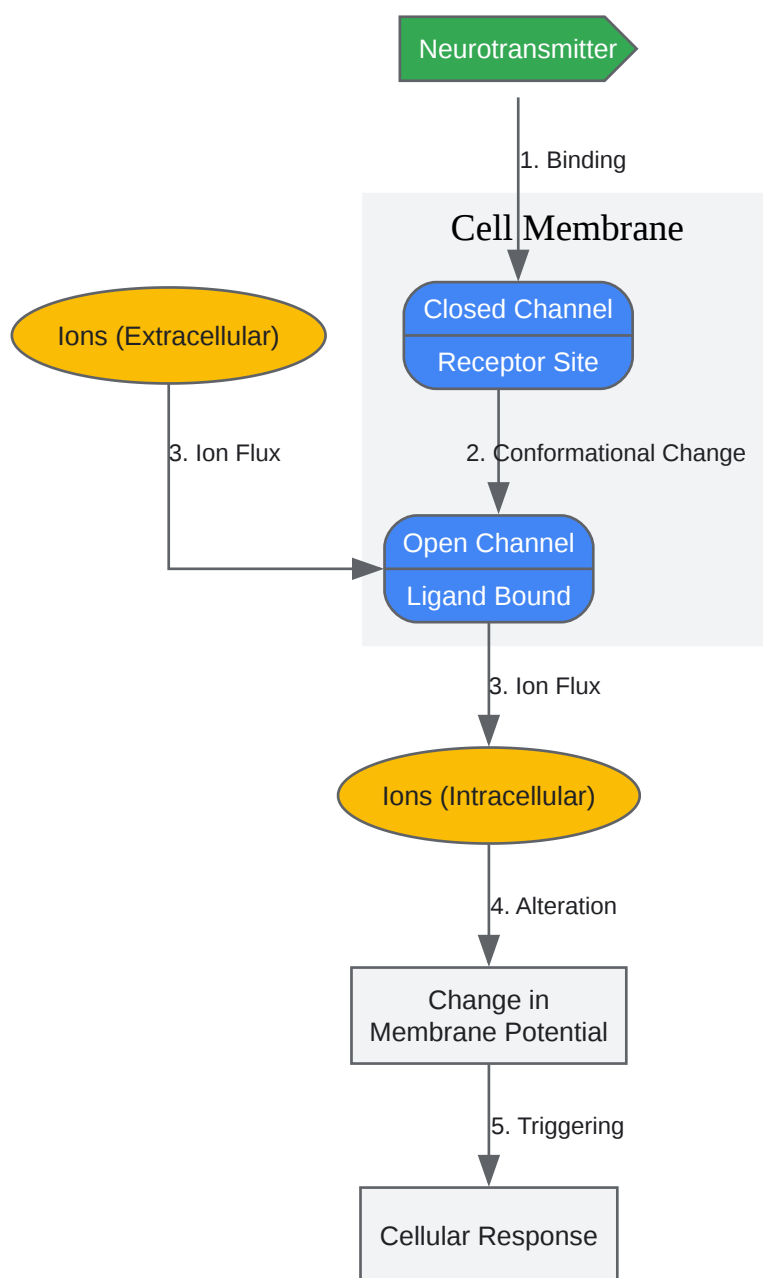 Neurotransmitter
1. Binding
Cell Membrane
Closed Channel
Receptor Site
Ions (Extracellular)
3. Ion Flux
2. Conformational Change
Open Channel
Ligand Bound
3. Ion Flux
Ions (Intracellular)
4. Alteration
Change in
Membrane Potential
5. Triggering
Cellular Response